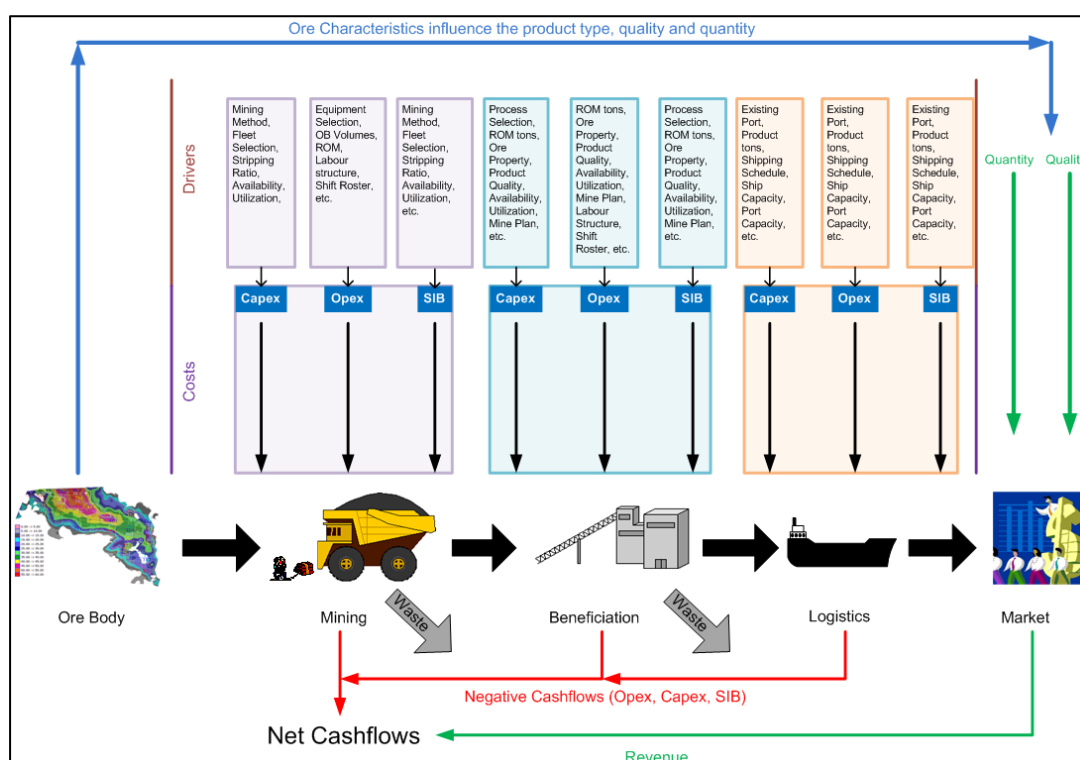 Ore Characteristics influence the product type, quality and quantity
Drivers
Mining
Method,
Fleet
Selection,
Stripping
Ratio,
Availability,
Utilization,
Equipment
Selection,
OB Volumes,
ROM,
Labour
structure,
Shift Roster,
etc.
Mining
Method,
Fleet
Selection,
Stripping
Ratio,
Availability,
Utilization,
etc.
Process
Selection,
ROM tons,
Ore
Property,
Product
Quality,
Availability,
Utilization,
Mine Plan,
etc.
ROM tons,
Ore
Property,
Product
Quality,
Availability,
Utilization,
Mine Plan,
Labour
Structure,
Shift
Roster, etc.
Process
Selection,
ROM tons,
Ore
Property,
Product
Quality,
Availability,
Utilization,
Mine Plan,
etc.
Existing
Port,
Product
tons,
Shipping
Schedule,
Ship
Capacity,
Port
Capacity,
etc.
Existing
Port,
Product
tons,
Shipping
Schedule,
Ship
Capacity,
Port
Capacity,
etc.
Existing
Port,
Product
tons,
Shipping
Schedule,
Ship
Capacity,
Port
Capacity,
etc.
Quantity
Qualit
Costs
Capex
Opex
SIB
Capex
Opex
SIB
Capex
Opex
SIB
Ore Body
Mining
Waste
Beneficiation
Waste
Logistics
Market
Negative Cashflows (Opex, Capex, SIB)
Net Cashflows
Revenue